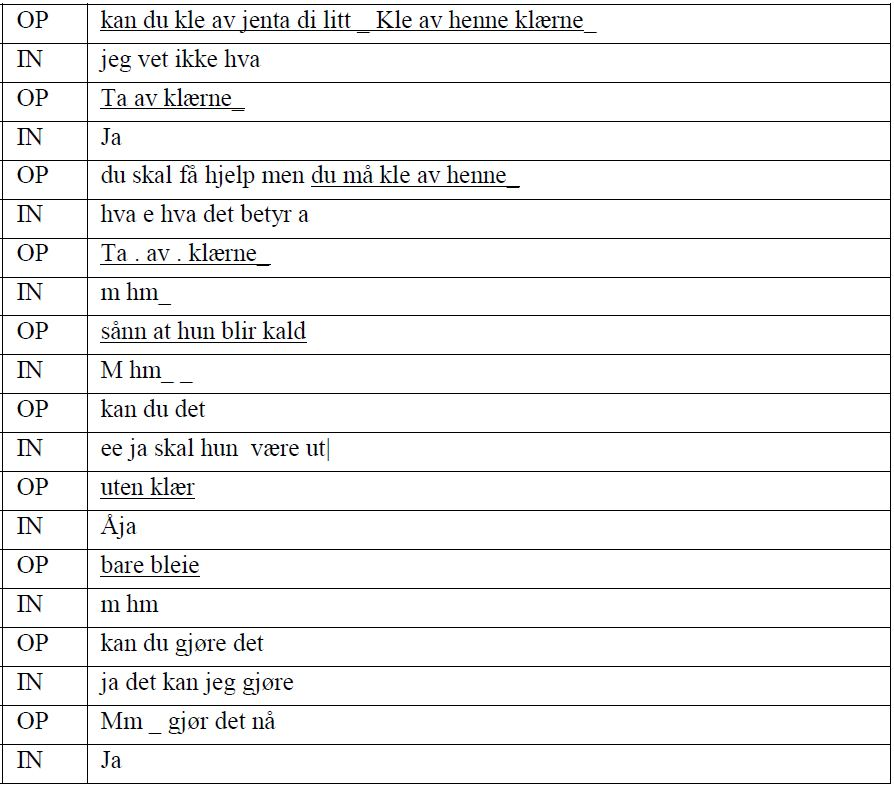 OP kan du kle av jenta di litt _ Kle av henne klærne_
IN jeg vet ikke hva
OP Ta av klærne_
IN Ja
OP du skal få hjelp men du må kle av henne_
IN hva e hva det betyr a
OP Ta . av . klærne_
IN m hm_
OP sånn at hun blir kald
IN M hm_ _
OP kan du det
IN ee ja skal hun  være ut|
OP uten klær
IN Åja
OP bare bleie
IN m hm
OP kan du gjøre det
IN ja det kan jeg gjøre
OP Mm _ gjør det nå
IN Ja